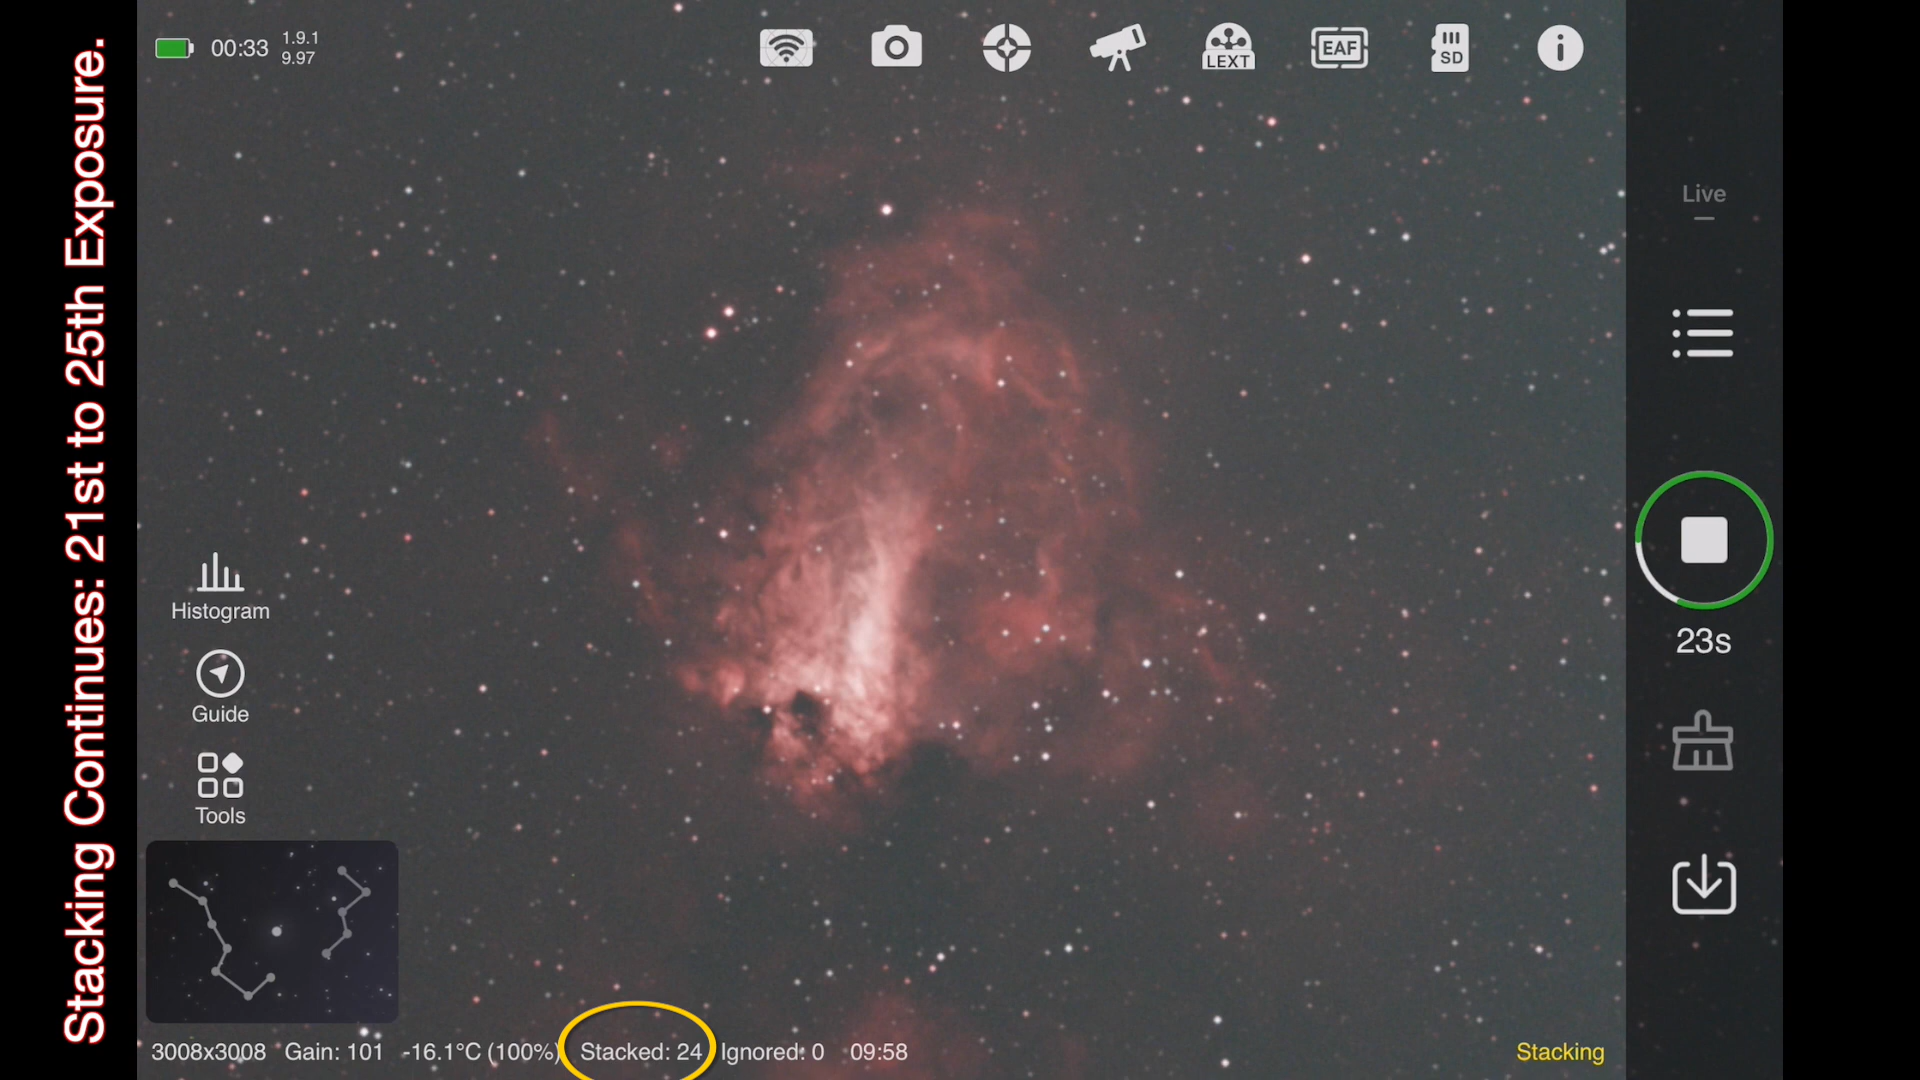 Stacking Continues: 21st to 25th Exposure.
00:33
1.9.1
9.97
LEXT
EAF
SD
Live
Histogram
Guide
Tools
23s
3008x3008 Gain: 101 -16.1°C (100%) Stacked: 24 Ignored: 0 09:58
Stacking